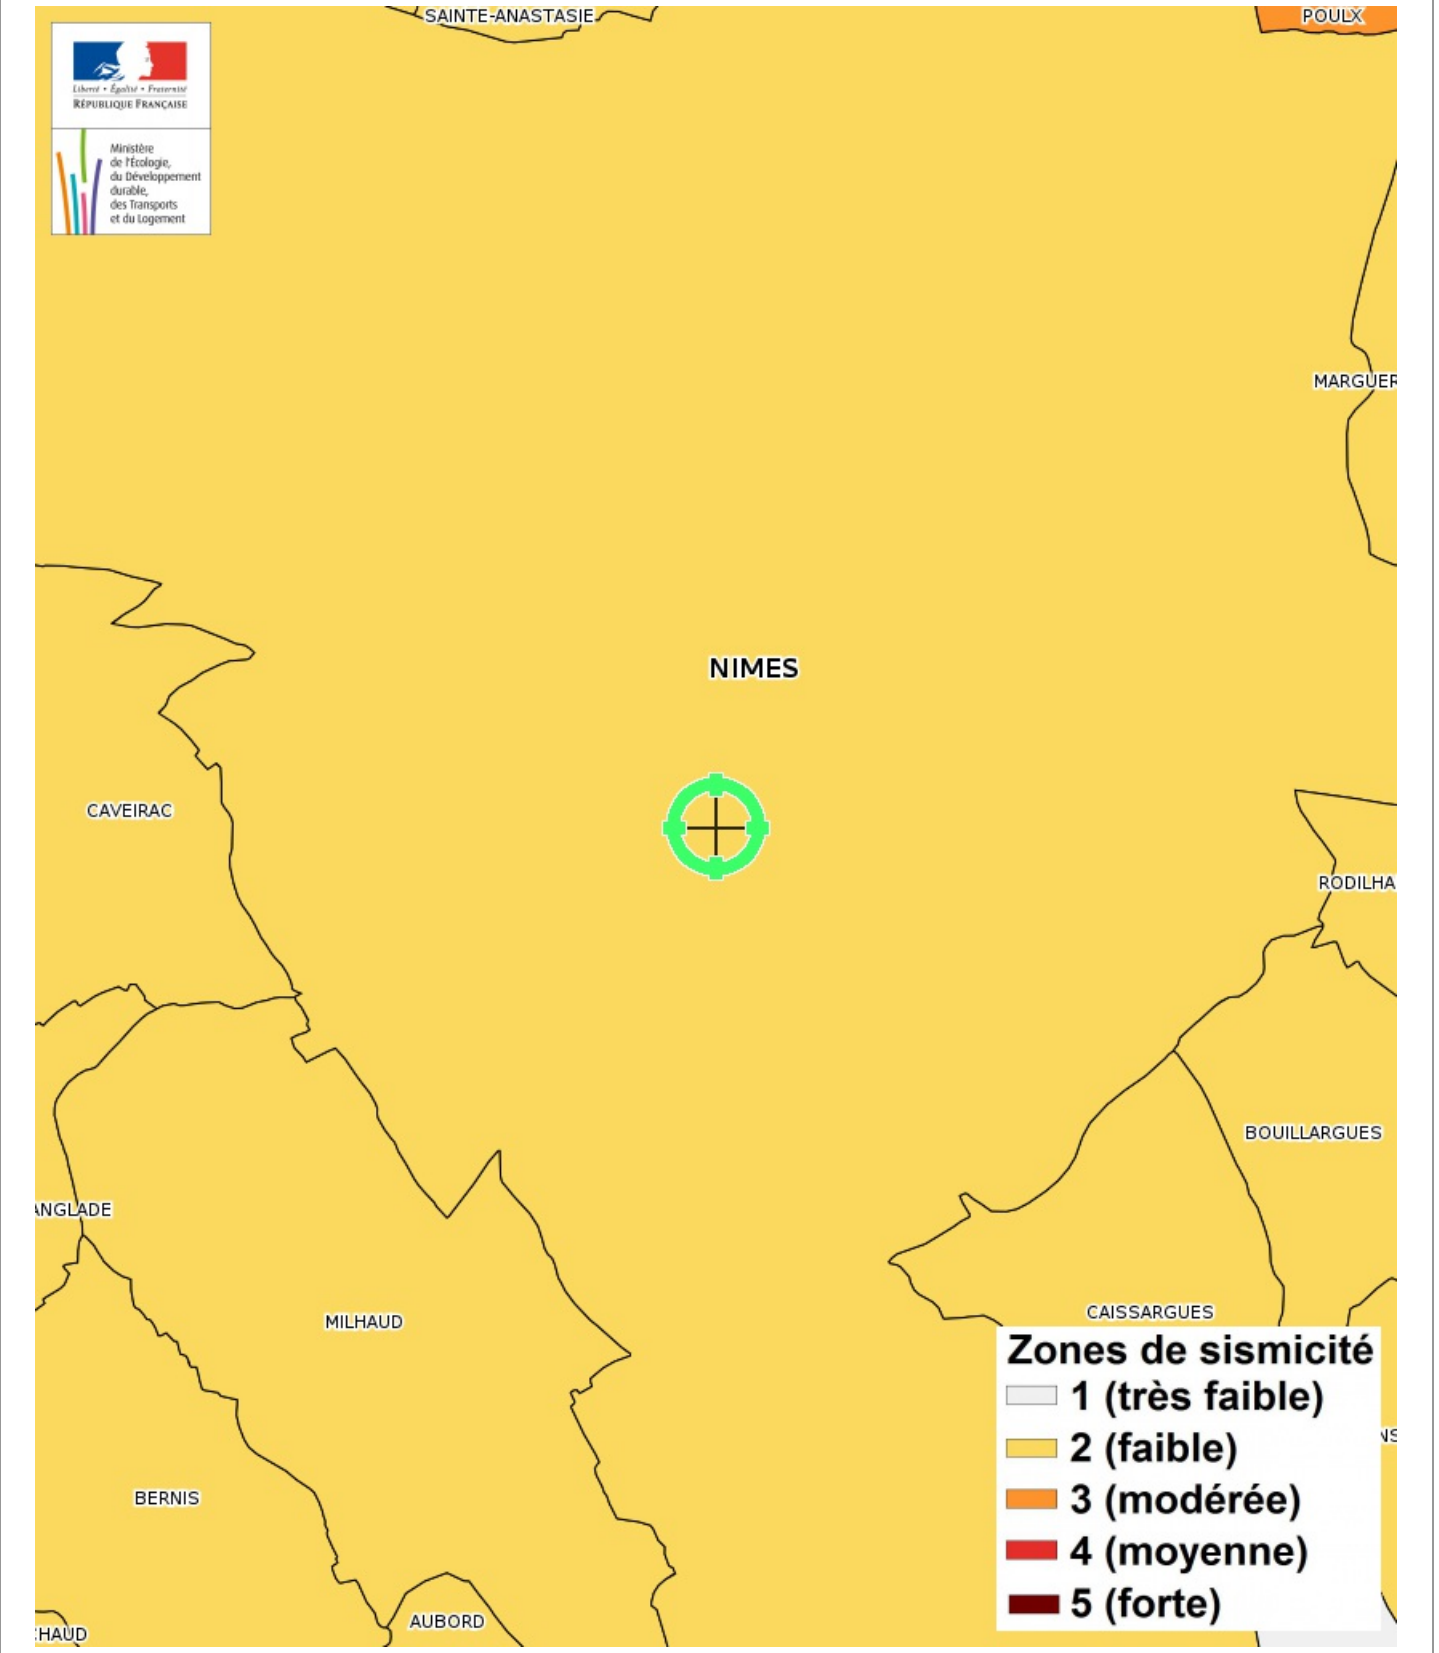 SAINTE-ANASTASIE
POULX
Liberté • Égalité • Fraternité
RÉPUBLIQUE FRANÇAISE
Ministère
de l'Écologie,
du Développement
durable,
des Transports
et du Logement
MARGUER
NIMES
CAVEIRAC
RODILHA
BOUILLARGUES
ANGLADE
MILHAUD
CAISSARGUES
Zones de sismicité
1 (très faible)
2 (faible)
NS
3 (modérée)
BERNIS
4 (moyenne)
5 (forte)
AUBORD
CHAUD